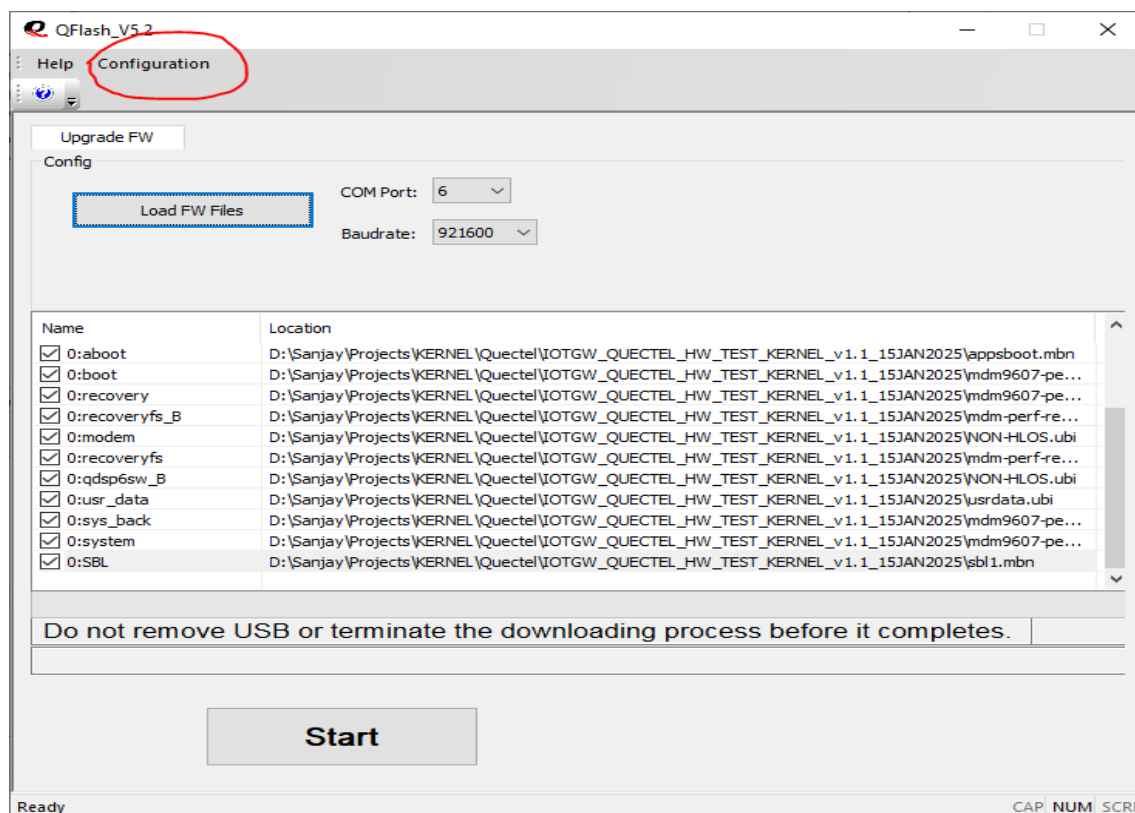 QFlash_V5.2
Help Configuration
Upgrade FW
Config
Load FW Files
COM Port: 6
Baudrate: 921600
Name Location
0:aboot D:\Sanjay\Projects\KERNEL\Quectel\IOTGW_QUECTEL_HW_TEST_KERNEL_v1.1_15JAN2025\appsboot.mbn
0:boot D:\Sanjay\Projects\KERNEL\Quectel\IOTGW_QUECTEL_HW_TEST_KERNEL_v1.1_15JAN2025\mdm9607-pe...
0:recovery D:\Sanjay\Projects\KERNEL\Quectel\IOTGW_QUECTEL_HW_TEST_KERNEL_v1.1_15JAN2025\mdm9607-pe...
0:recoveryfs_B D:\Sanjay\Projects\KERNEL\Quectel\IOTGW_QUECTEL_HW_TEST_KERNEL_v1.1_15JAN2025\mdm-perf-re...
0:modem D:\Sanjay\Projects\KERNEL\Quectel\IOTGW_QUECTEL_HW_TEST_KERNEL_v1.1_15JAN2025\NON-HLOS.ubi
0:recoveryfs D:\Sanjay\Projects\KERNEL\Quectel\IOTGW_QUECTEL_HW_TEST_KERNEL_v1.1_15JAN2025\mdm-perf-re...
0:qdsp6sw_B D:\Sanjay\Projects\KERNEL\Quectel\IOTGW_QUECTEL_HW_TEST_KERNEL_v1.1_15JAN2025\NON-HLOS.ubi
0:usr_data D:\Sanjay\Projects\KERNEL\Quectel\IOTGW_QUECTEL_HW_TEST_KERNEL_v1.1_15JAN2025\usrdata.ubi
0:sys_back D:\Sanjay\Projects\KERNEL\Quectel\IOTGW_QUECTEL_HW_TEST_KERNEL_v1.1_15JAN2025\mdm9607-pe...
0:system D:\Sanjay\Projects\KERNEL\Quectel\IOTGW_QUECTEL_HW_TEST_KERNEL_v1.1_15JAN2025\mdm9607-pe...
0:SBL D:\Sanjay\Projects\KERNEL\Quectel\IOTGW_QUECTEL_HW_TEST_KERNEL_v1.1_15JAN2025\sbl1.mbn
Do not remove USB or terminate the downloading process before it completes.
Start
Ready CAP NUM SCRI